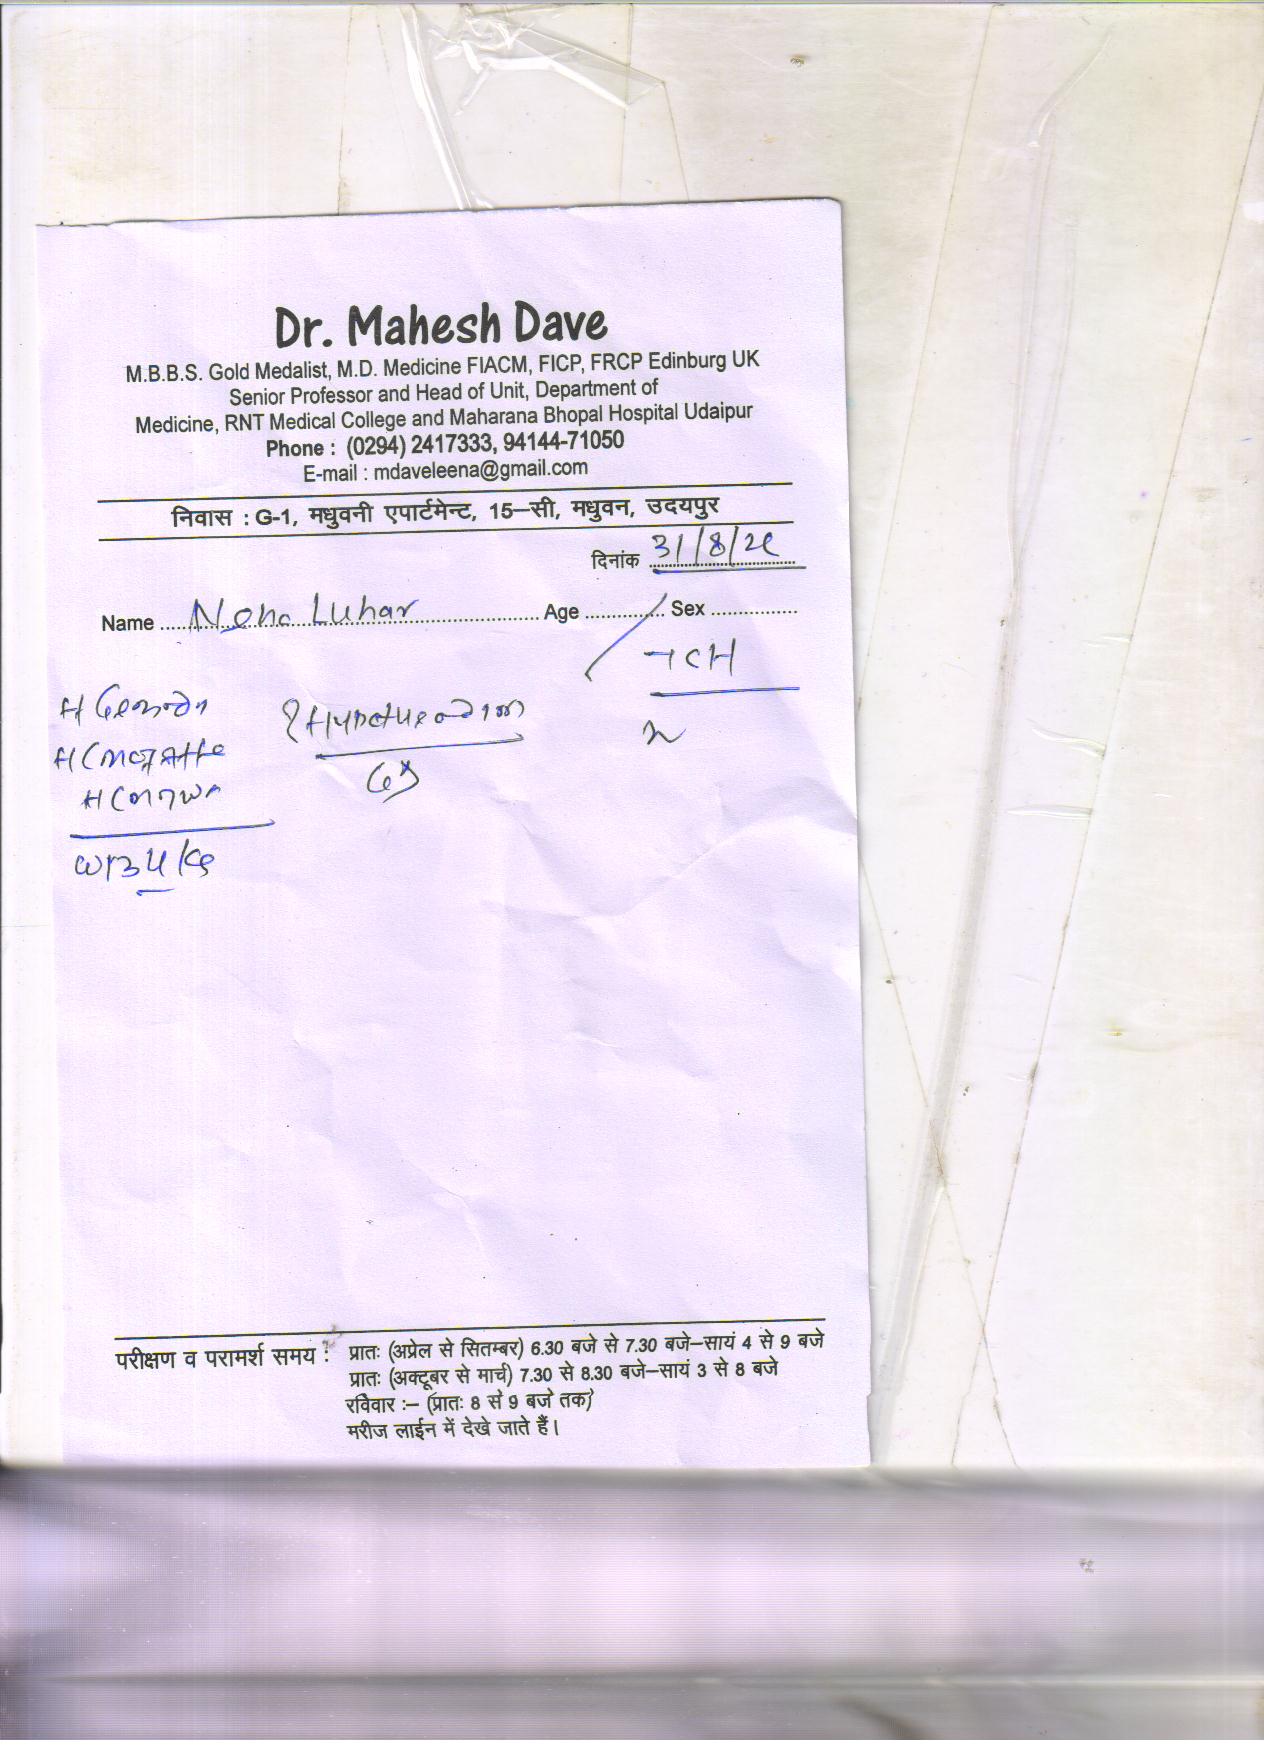 Dr. Mahesh Dave
M.B.B.S. Gold Medalist, M.D. Medicine FIACM, FICP, FRCP Edinburg UK
Senior Professor and Head of Unit, Department of
Medicine, RNT Medical College and Maharana Bhopal Hospital Udaipur
Phone : (0294) 2417333, 94144-71050
E-mail : mdaveleena@gmail.com
निवास : G-1, मधुवनी एपार्टमेन्ट, 15–सी, मधुवन, उदयपुर
दिनांक 31/8/
Name Neha Luhar Age Sex
परीक्षण व परामर्श समय : प्रातः (अप्रेल से सितम्बर) 6.30 बजे से 7.30 बजे–सायं 4 से 9 बजे
प्रातः (अक्टूबर से मार्च) 7.30 से 8.30 बजे–सायं 3 से 8 बजे
रविवार :– (प्रातः 8 से 9 बजे तक)
मरीज लाईन में देखे जाते हैं।